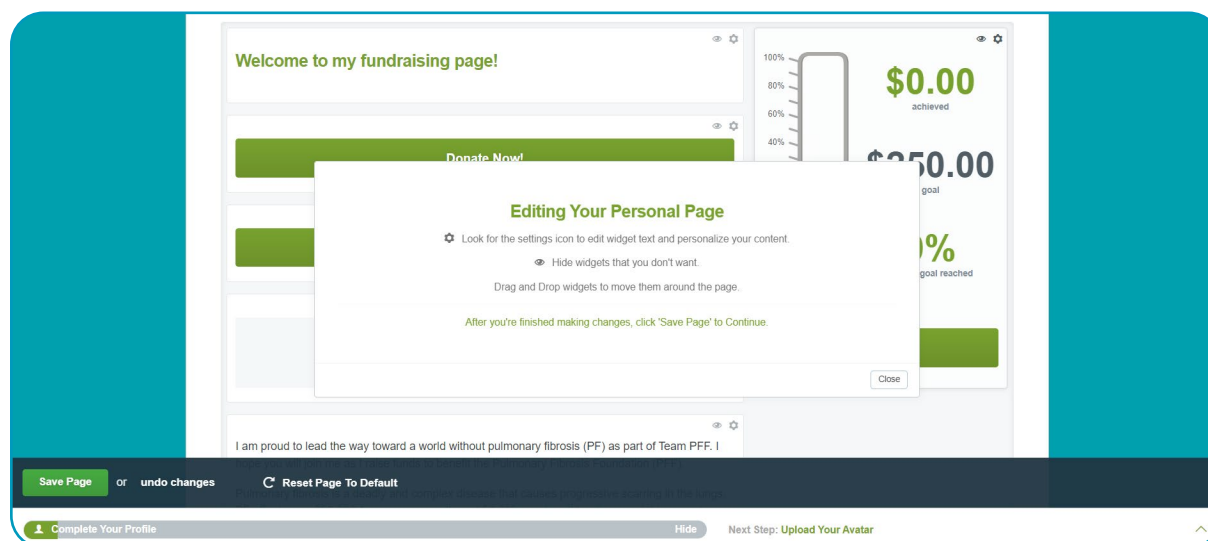 Welcome to my fundraising page!
100%
80%
60%
40%
$0.00
achieved
Donate Now!
goal
goal reached
Editing Your Personal Page
Look for the settings icon to edit widget text and personalize your content.
Hide widgets that you don't want.
Drag and Drop widgets to move them around the page.
After you're finished making changes, click 'Save Page' to Continue.
Close
I am proud to lead the way toward a world without pulmonary fibrosis (PF) as part of Team PFF. I
Save Page or undo changes Reset Page To Default
Complete Your Profile Hide Next Step: Upload Your Avatar